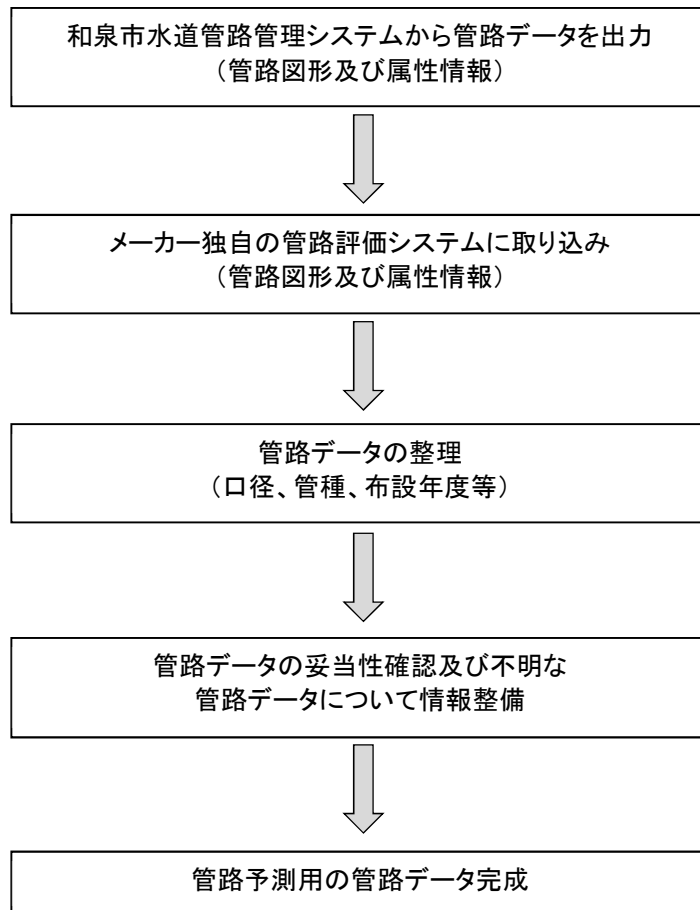 和泉市水道管路管理システムから管路データを出力
（管路図形及び属性情報）
メーカー独自の管路評価システムに取り込み
（管路図形及び属性情報）
管路データの整理
（口径、管種、布設年度等）
管路データの妥当性確認及び不明な
管路データについて情報整備
管路予測用の管路データ完成